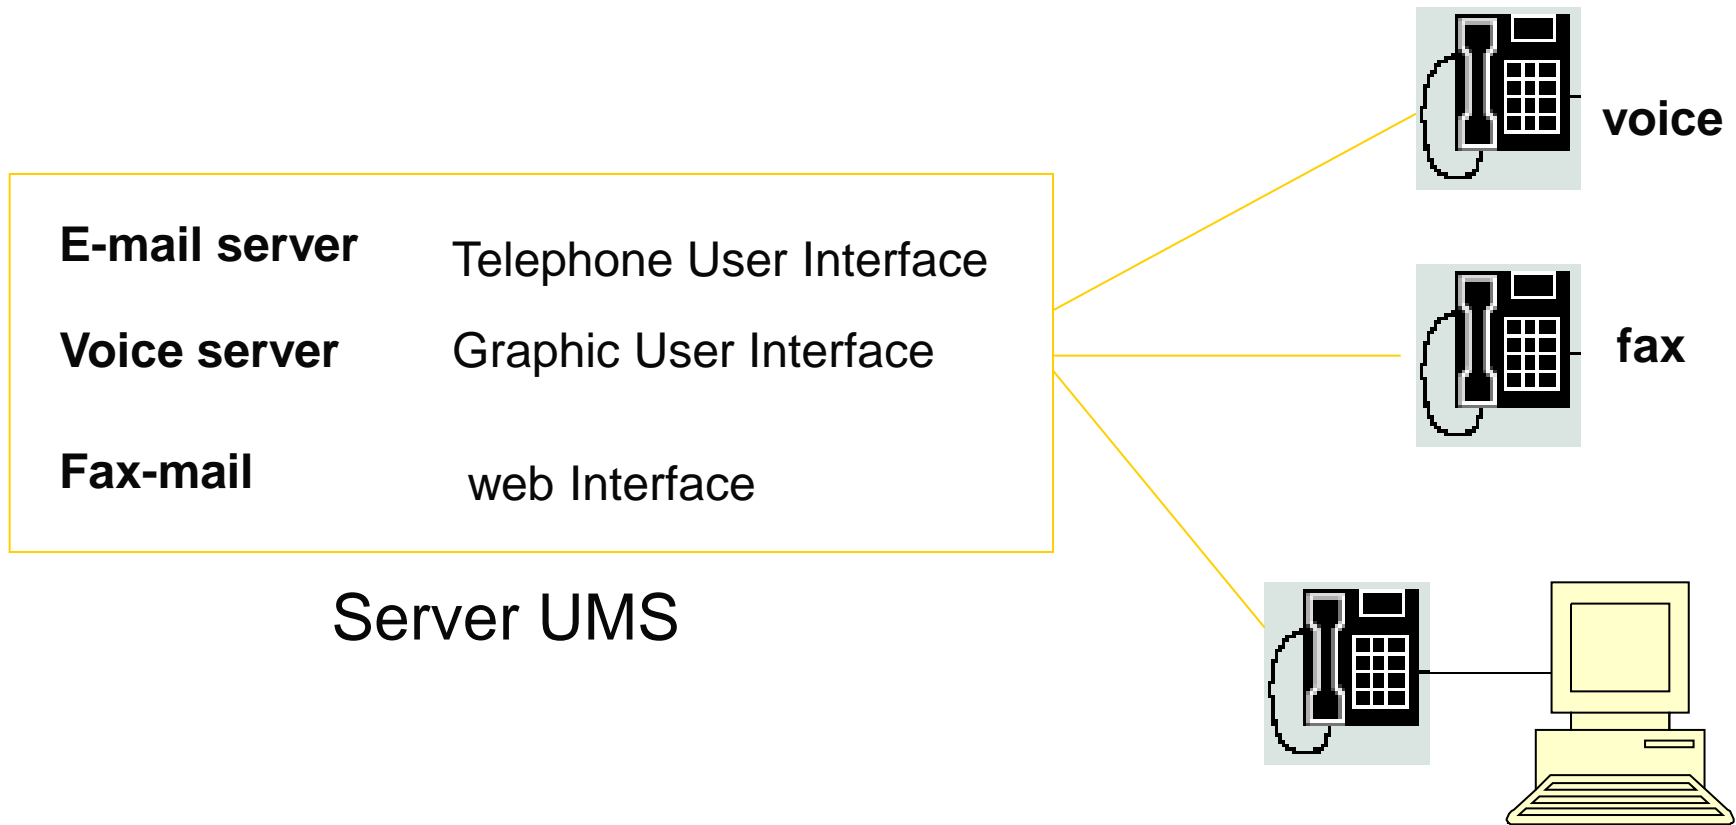 voice
E-mail server
Telephone User Interface
Voice server
Graphic User Interface
fax
Fax-mail
web Interface
Server UMS